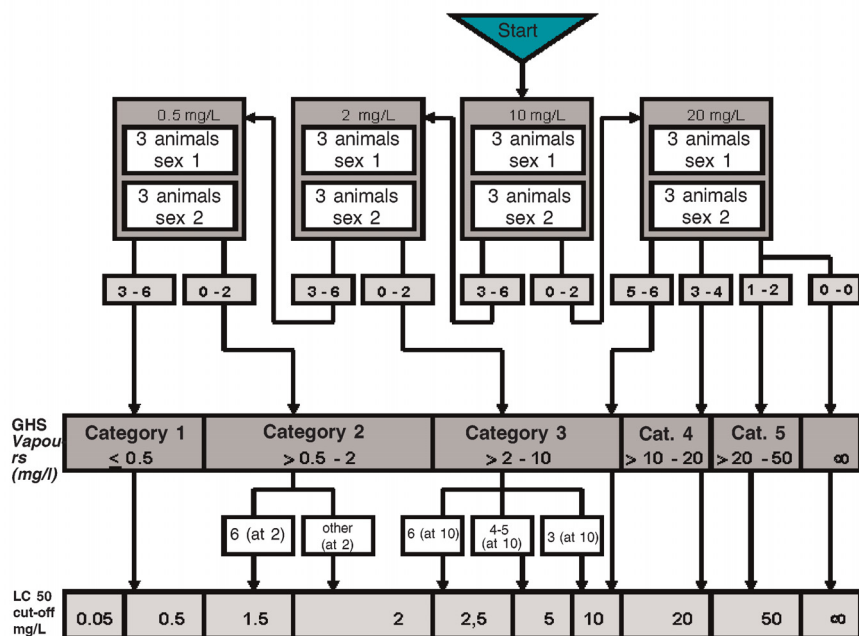 Start
0.5 mg/L
2 mg/L
10 mg/L
20 mg/L
3 animals
sex 1
3 animals
sex 1
3 animals
sex 1
3 animals
sex 1
3 animals
sex 2
3 animals
sex 2
3 animals
sex 2
3 animals
sex 2
3 - 6
0 - 2
3 - 6
0 - 2
3 - 6
0 - 2
5 - 6
3 - 4
1 - 2
0 - 0
GHS
Vapou-
rs
(mg/l)
Category 1
≤ 0.5
Category 2
> 0.5 - 2
Category 3
> 2 - 10
Cat. 4
> 10 - 20
Cat. 5
> 20 - 50
∞
6 (at 2)
other
(at 2)
6 (at 10)
4-5
(at 10)
3 (at 10)
LC 50
cut-off
mg/L
0.05
0.5
1.5
2
2,5
5
10
20
50
∞